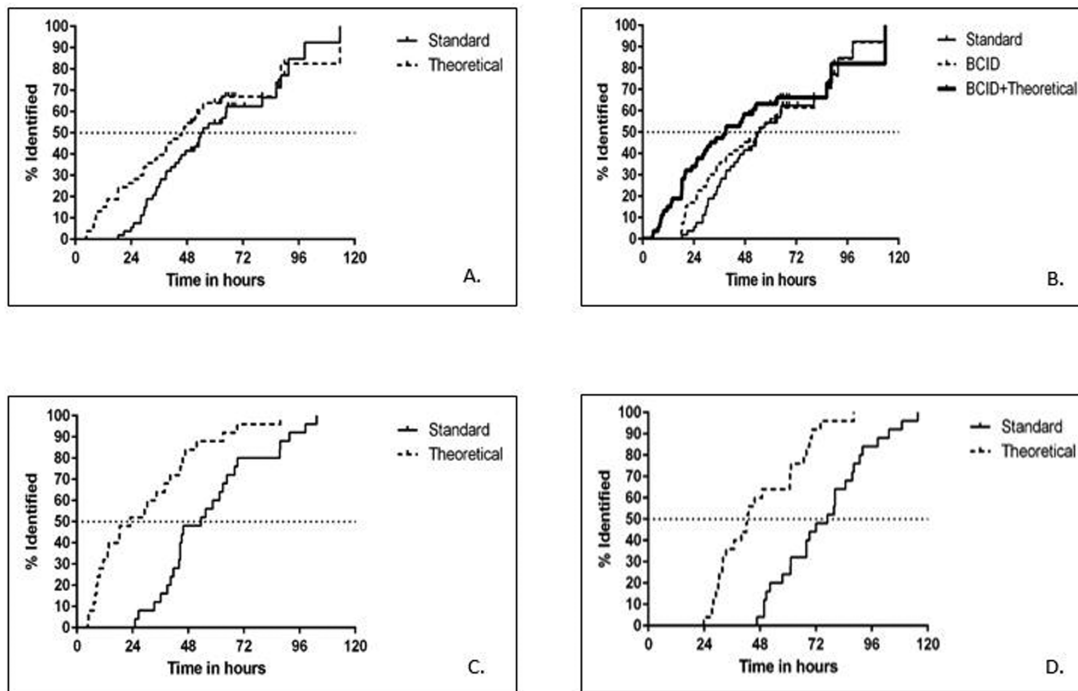 % Identified
100
90
80
70
60
50
40
30
20
10
0
0 24 48 72 96 120
Time in hours
Standard
Theoretical
A.
% Identified
100
90
80
70
60
50
40
30
20
10
0
0 24 48 72 96 120
Time in hours
Standard
BCID
BCID+Theoretical
B.
% Identified
100
90
80
70
60
50
40
30
20
10
0
0 24 48 72 96 120
Time in hours
Standard
Theoretical
C.
% Identified
100
90
80
70
60
50
40
30
20
10
0
0 24 48 72 96 120
Time in hours
Standard
Theoretical
D.